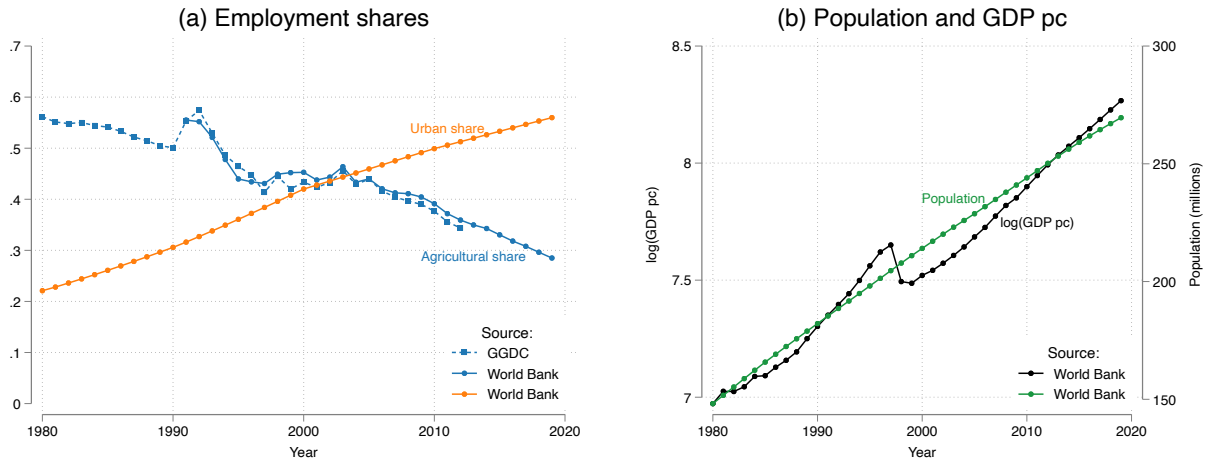 (a) Employment shares
.7
.6
.5
.4
.3
.2
.1
0
Urban share
Agricultural share
Source:
GGDC
World Bank
World Bank
1980
1990
2000
2010
2020
Year
(b) Population and GDP pc
log(GDP pc)
8.5
8
7.5
7
Population
log(GDP pc)
Source:
World Bank
World Bank
300
250
200
150
Population (millions)
1980
1990
2000
2010
2020
Year